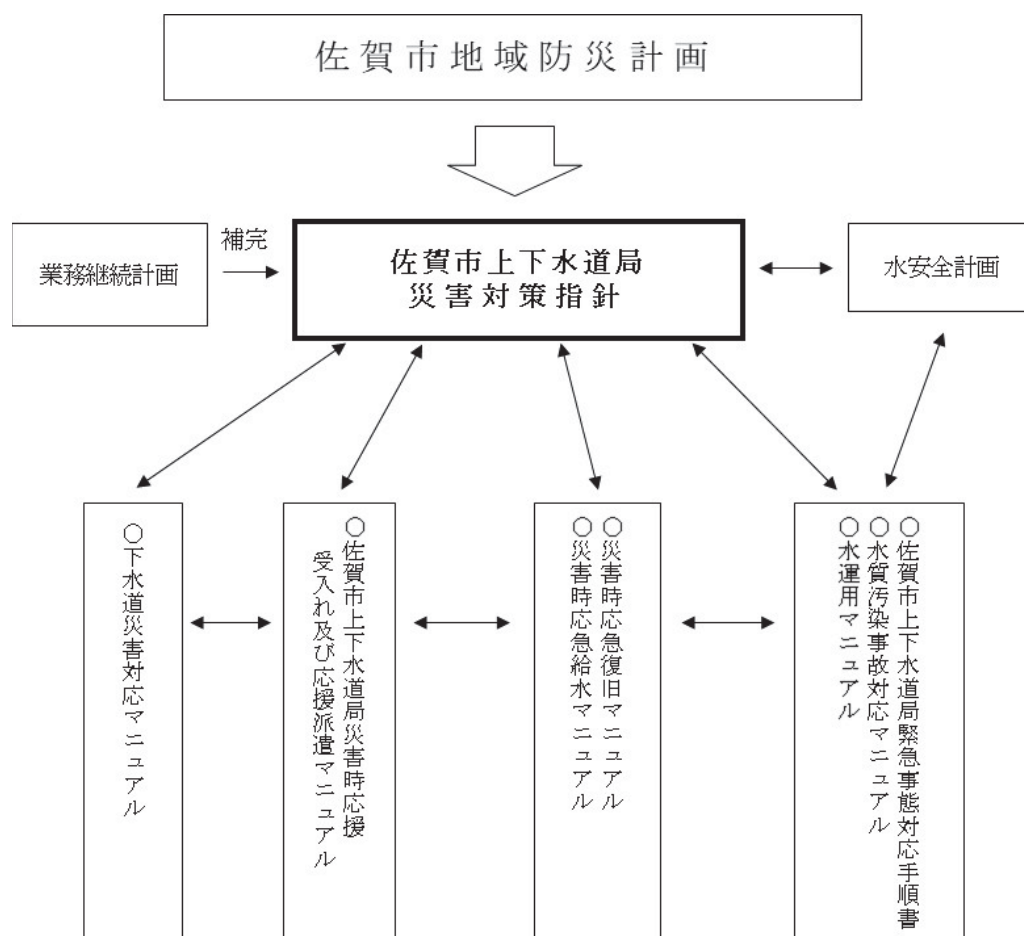 佐賀市地域防災計画
業務継続計画
補完
佐賀市上下水道局
災害対策指針
水安全計画
○下水道災害対応マニュアル
○佐賀市上下水道局災害時応援
受入れ及び応援派遣マニュアル
○災害時応急復旧マニュアル
○災害時応急給水マニュアル
○佐賀市上下水道局緊急事態対応手順書
○水質汚染事故対応マニュアル
○水運用マニュアル